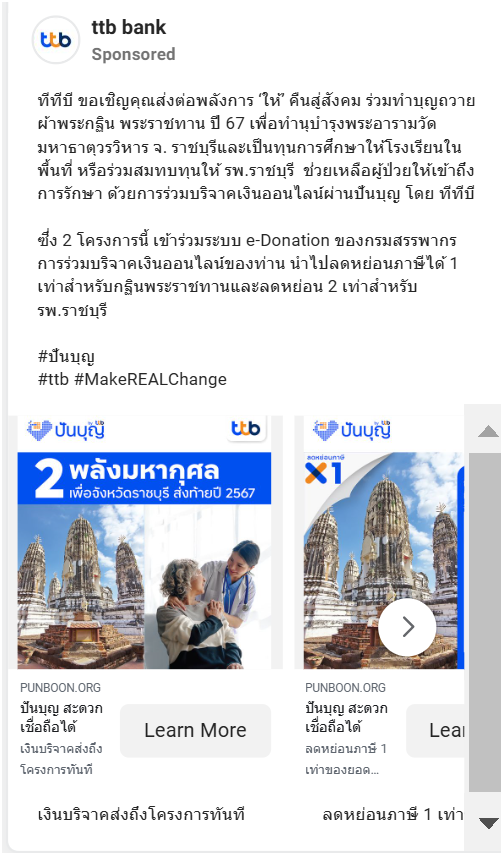 ttb
ttb bank
Sponsored
ทีทีบี ขอเชิญคุณส่งต่อพลังการ ‘ให้’ คืนสู่สังคม ร่วมทำบุญถวาย
ผ้าพระกฐิน พระราชทาน ปี 67 เพื่อทำนุบำรุงพระอารามวัด
มหาธาตุวรวิหาร จ. ราชบุรีและเป็นทุนการศึกษาให้โรงเรียนใน
พื้นที่ หรือร่วมสมทบทุนให้ รพ.ราชบุรี ช่วยเหลือผู้ป่วยให้เข้าถึง
การรักษา ด้วยการร่วมบริจาคเงินออนไลน์ผ่านปันบุญ โดย ทีทีบี
ซึ่ง 2 โครงการนี้ เข้าร่วมระบบ e-Donation ของกรมสรรพากร
การร่วมบริจาคเงินออนไลน์ของท่าน นำไปลดหย่อนภาษีได้ 1
เท่าสำหรับกฐินพระราชทานและลดหย่อน 2 เท่าสำหรับ
รพ.ราชบุรี
#ปันบุญ
#ttb #MakeREALChange
ปันบุญ ttb
2 พลังมหากุศล
เพื่อจังหวัดราชบุรี ส่งท้ายปี 2567
PUNBOON.ORG
ปันบุญ สะดวก
เชื่อถือได้
เงินบริจาคส่งถึง
โครงการทันที
Learn More
เงินบริจาคส่งถึงโครงการทันที
ปันบุญ
ลดหย่อนภาษี
X1
PUNBOON.ORG
ปันบุญ สะดวก
เชื่อถือได้
ลดหย่อนภาษี 1
เท่าของยอด...
Lear
ลดหย่อนภาษี 1 เท่า